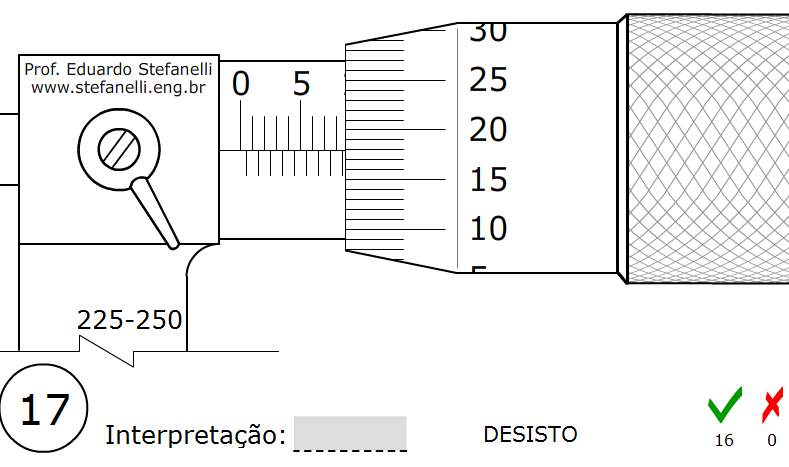 Prof. Eduardo Stefanelli
www.stefanelli.eng.br
0 5
30
25
20
15
10
5
225-250
17
Interpretação:
DESISTO
16 0